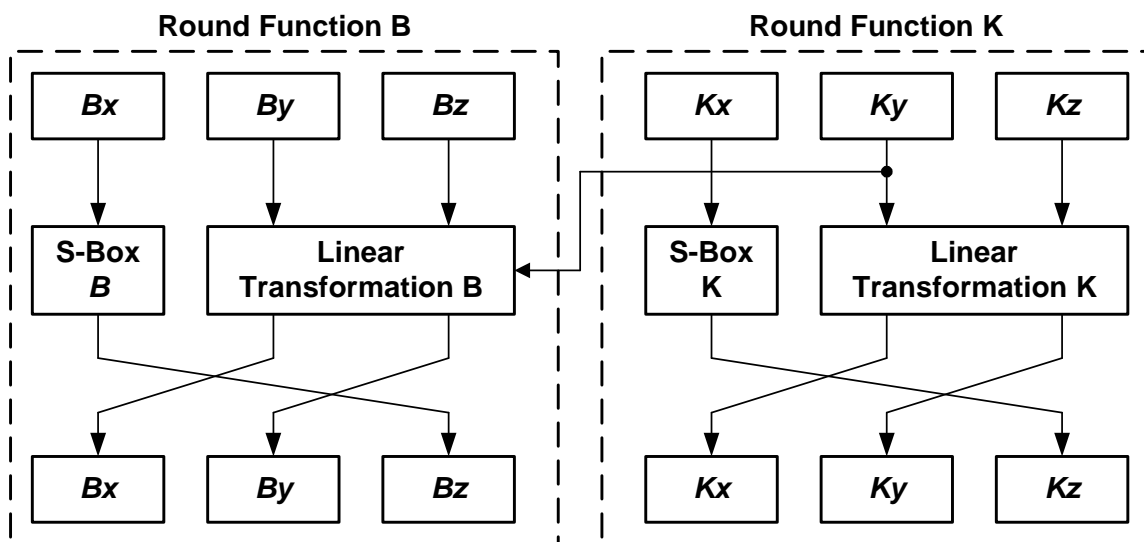 Round Function B
Round Function K
Bx
By
Bz
Kx
Ky
Kz
S-Box
B
Linear
Transformation B
S-Box
K
Linear
Transformation K
Bx
By
Bz
Kx
Ky
Kz